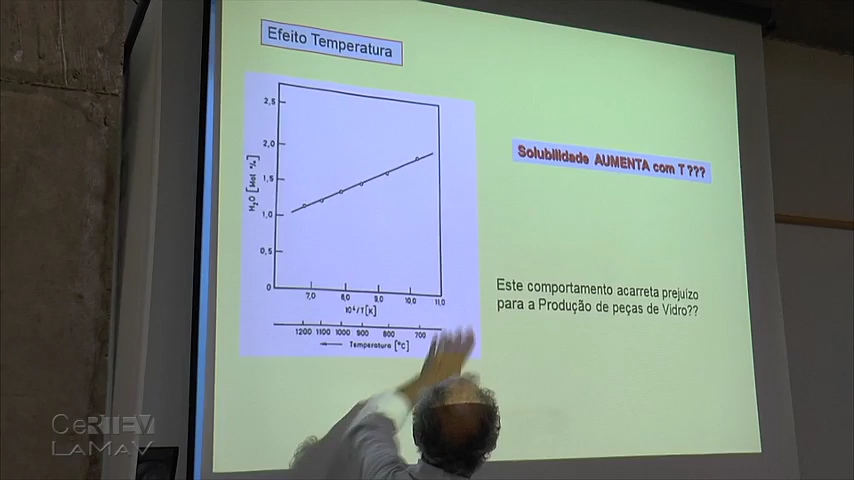 Efeito Temperatura
Solubilidade AUMENTA com T ???
2,5
2,0
1,5
1,0
0,5
0
H₂O [Mol %]
7,0 8,0 9,0 10,0 11,0
10⁴/T [K]
1200 1100 1000 900 800 700
Temperatura [°C]
Este comportamento acarreta prejuízo
para a Produção de peças de Vidro??
CeRTEV
LaMaV